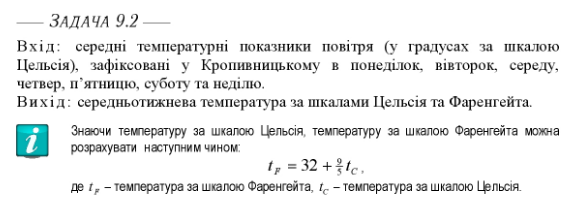 ЗАДАЧА 9.2
Вхід: середні температурні показники повітря (у градусах за шкалою
Цельсія), зафіксовані у Кропивницькому в понеділок, вівторок, середу,
четвер, п’ятницю, суботу та неділю.
Вихід: середньотижнева температура за шкалами Цельсія та Фаренгейта.
i
Знаючи температуру за шкалою Цельсія, температуру за шкалою Фаренгейта можна
розрахувати наступним чином:
t_F = 32 + 9/5 t_C ,
де t_F – температура за шкалою Фаренгейта, t_C – температура за шкалою Цельсія.